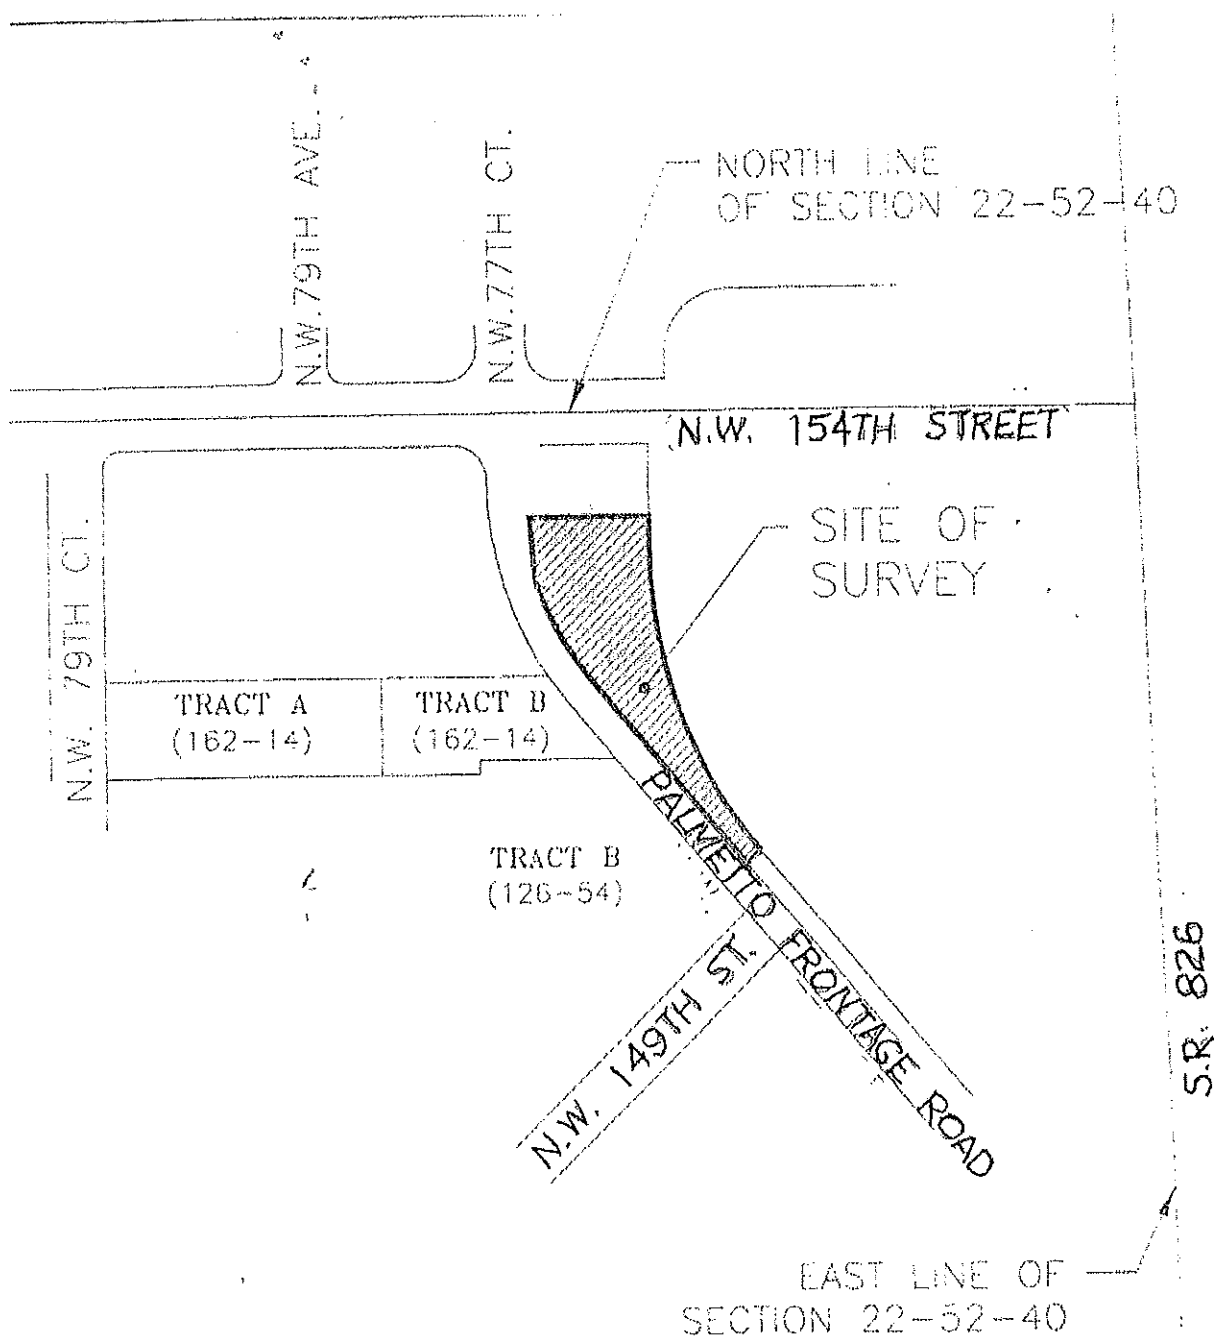 N.W. 79TH AVE.
N.W. 77TH CT.
NORTH LINE
OF SECTION 22-52-40
N.W. 154TH STREET
SITE OF
SURVEY
N.W. 79TH CT.
TRACT A
(162-14)
TRACT B
(162-14)
TRACT B
(126-54)
PALMETTO FRONTAGE ROAD
N.W. 149TH ST.
S.R. 826
EAST LINE OF
SECTION 22-52-40